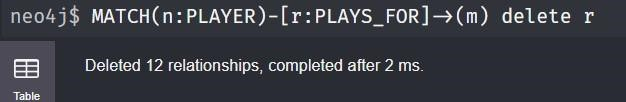 neo4j$ MATCH(n:PLAYER)-[r:PLAYS_FOR]→(m) delete r
Deleted 12 relationships, completed after 2 ms.
Table